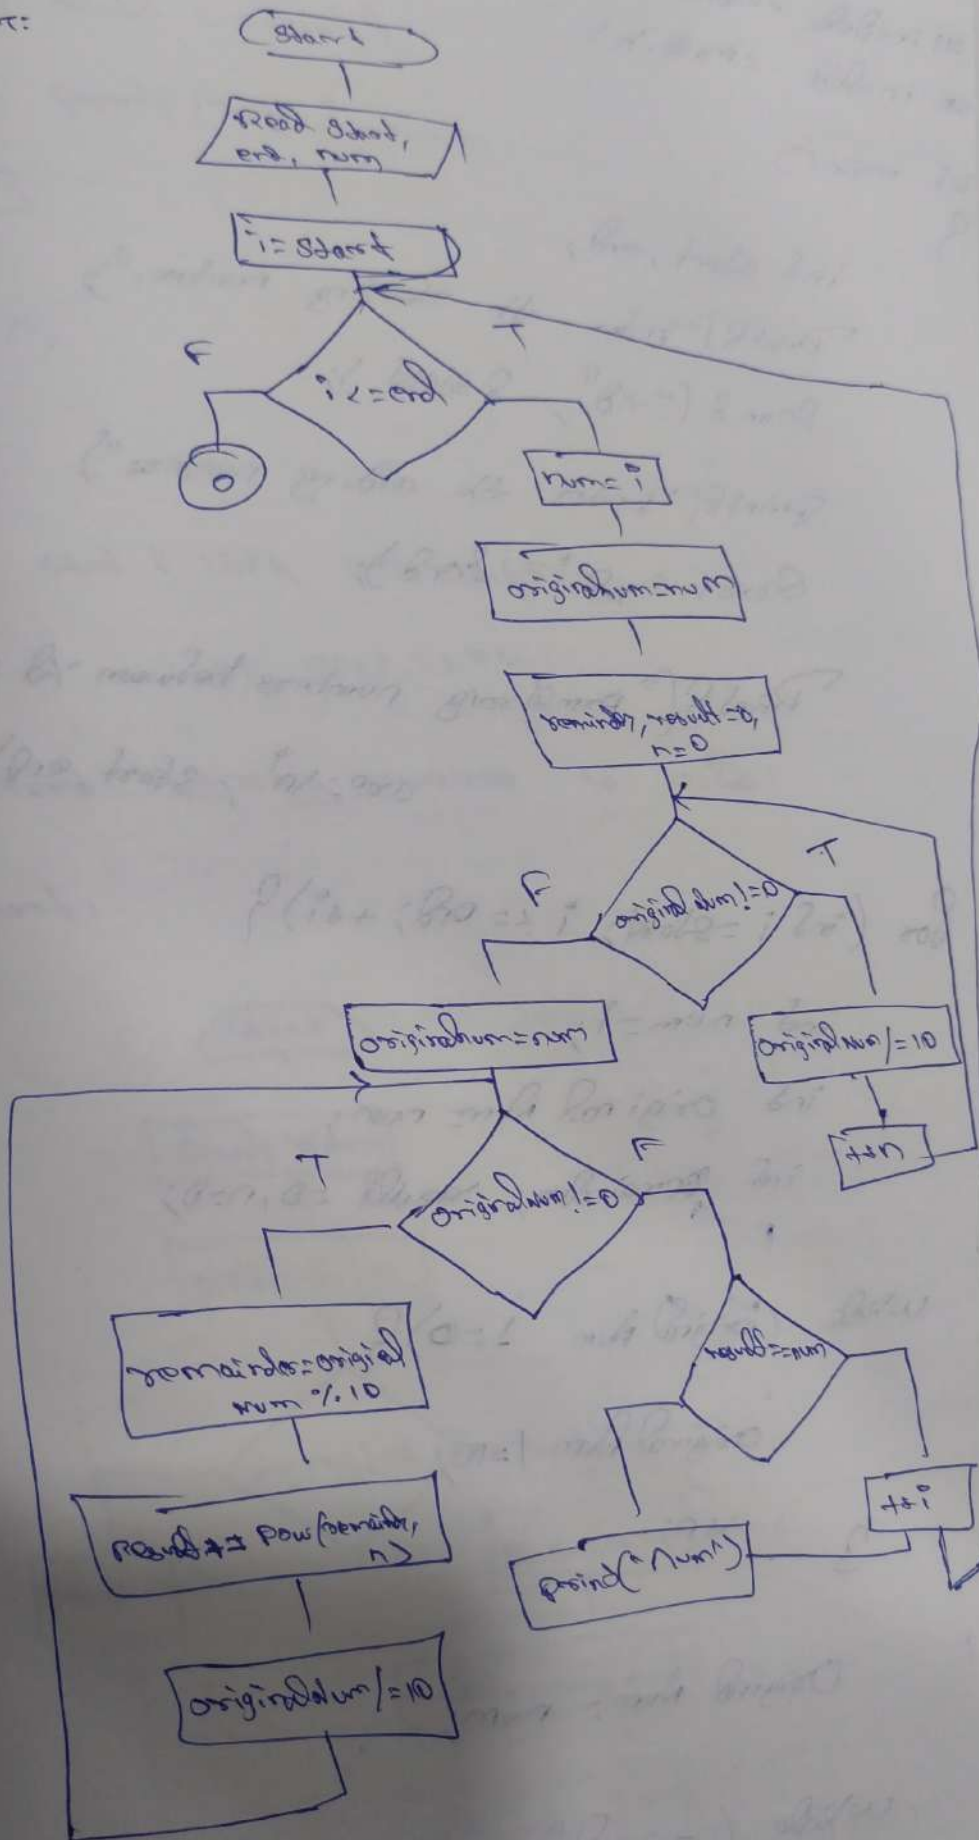 Start
Read Start,
end, num
i = Start
F
T
i <= end
0
num = i
originalnum = num
remainder, result = 0,
n = 0
F
T
originalnum != 0
originalnum = num
originalnum /= 10
++n
T
F
originalnum != 0
remainder = original
num % 10
result == num
result += pow(remainder,
n)
++i
print("num")
originalnum /= 10